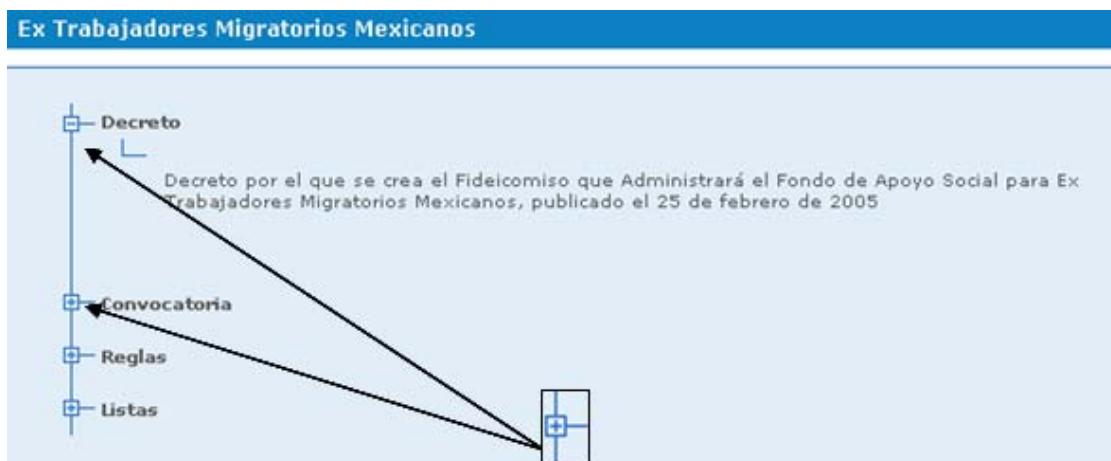 Ex Trabajadores Migratorios Mexicanos
Decreto
Decreto por el que se crea el Fideicomiso que Administrará el Fondo de Apoyo Social para Ex
Trabajadores Migratorios Mexicanos, publicado el 25 de febrero de 2005
Convocatoria
Reglas
Listas